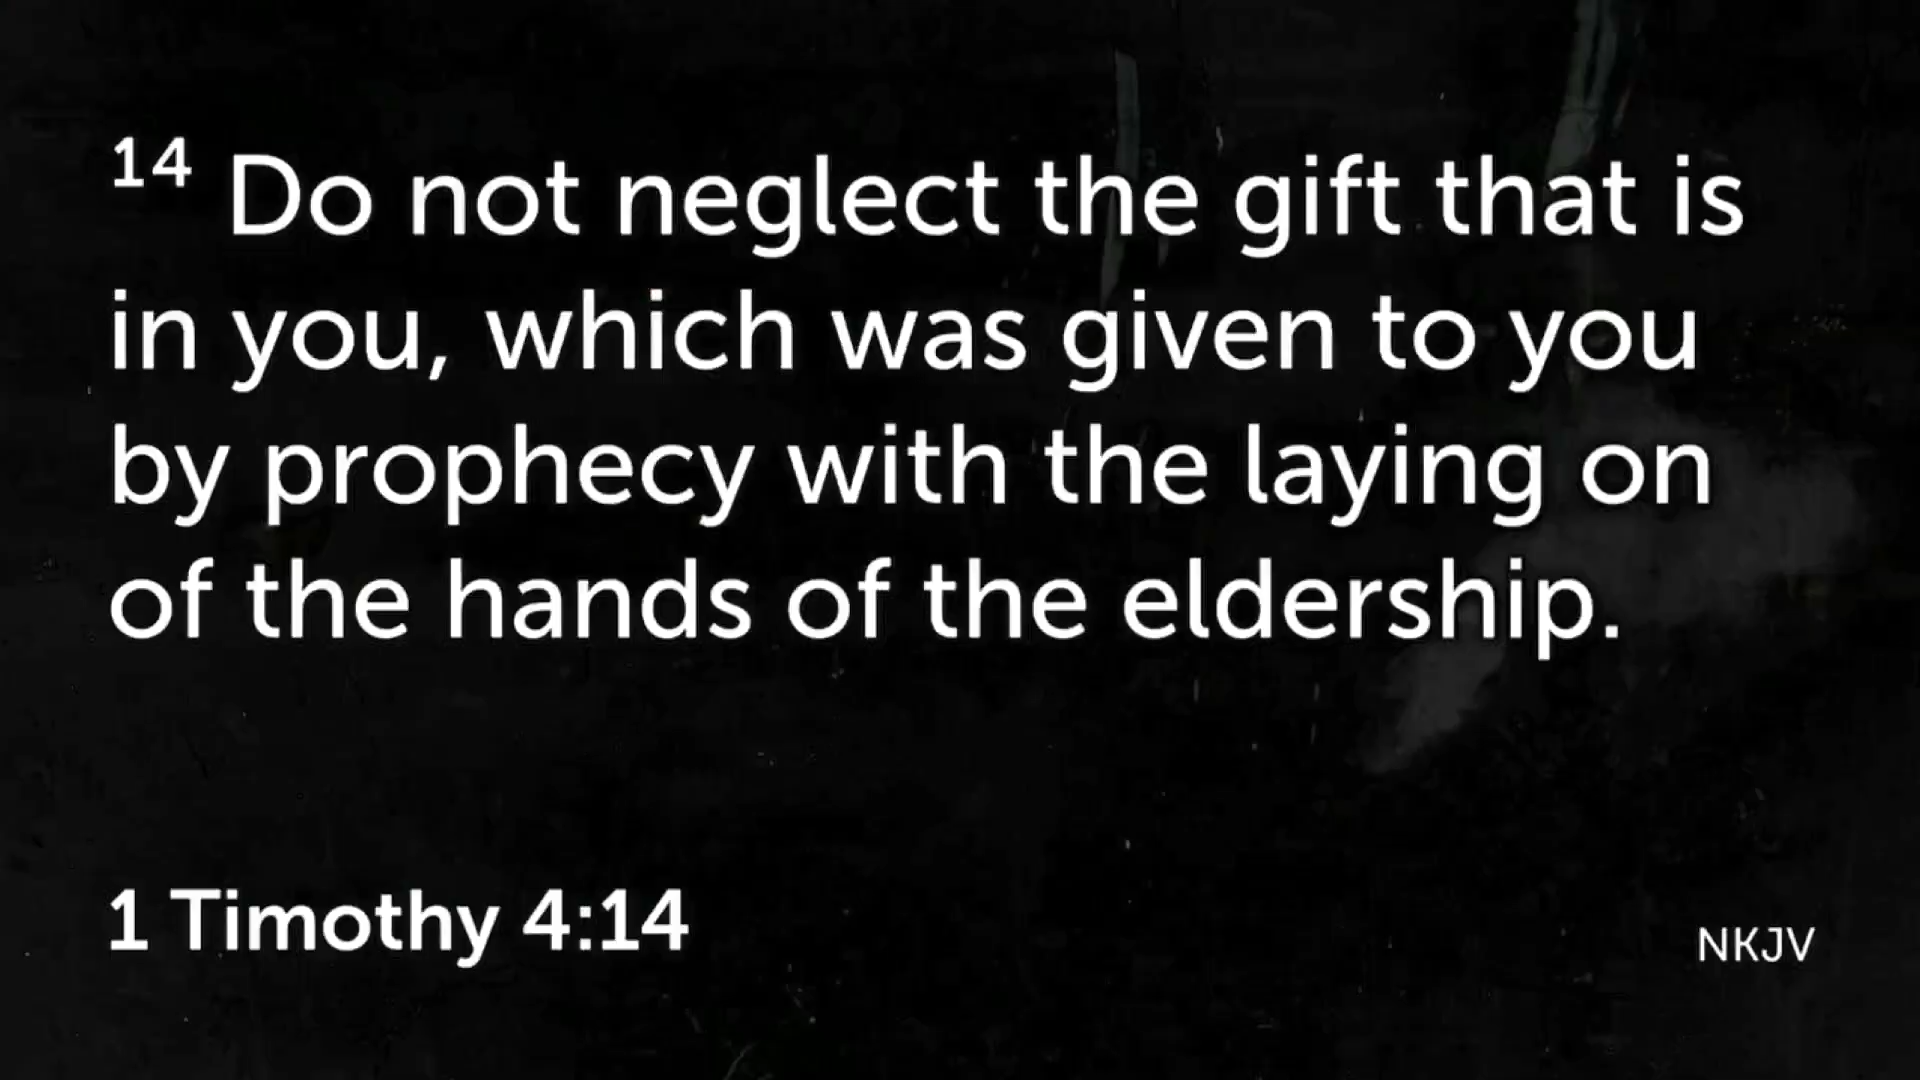 14 Do not neglect the gift that is
in you, which was given to you
by prophecy with the laying on
of the hands of the eldership.
1 Timothy 4:14
NKJV